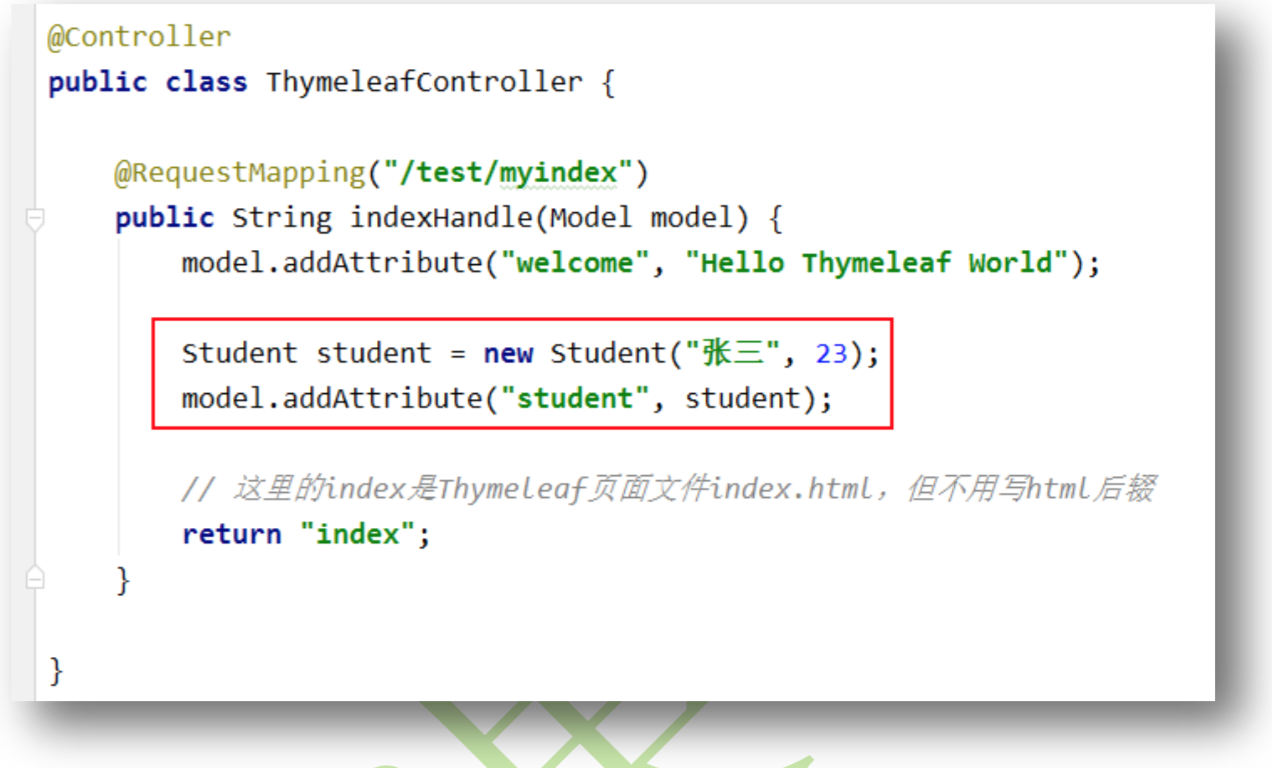 @Controller
public class ThymeleafController {
@RequestMapping("/test/myindex")
public String indexHandle(Model model) {
model.addAttribute("welcome", "Hello Thymeleaf World");
Student student = new Student("张三", 23);
model.addAttribute("student", student);
// 这里的index是Thymeleaf页面文件index.html，但不用写html后辍
return "index";
}
}